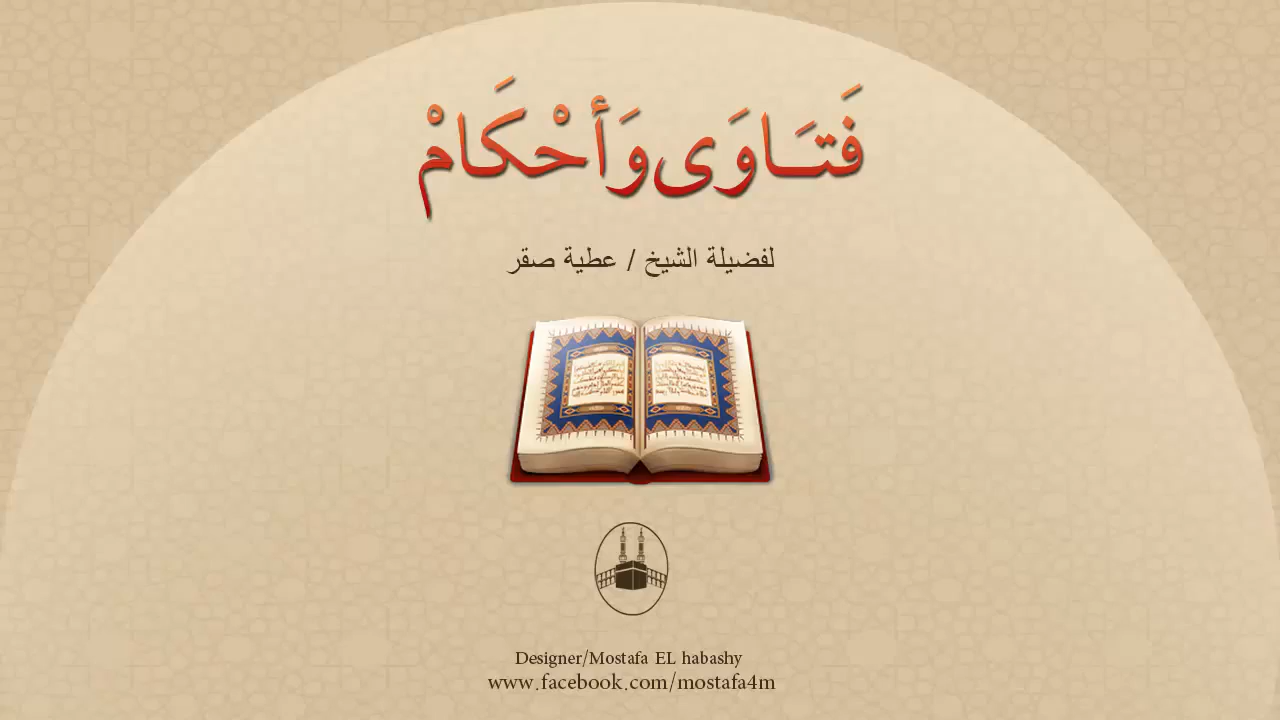 فَتَاوَى وَأَحْكَامْ
لفضيلة الشيخ / عطية صقر
Designer/Mostafa EL habashy
www.facebook.com/mostafa4m